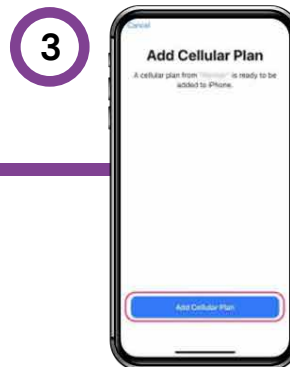 3
Cancel
Add Cellular Plan
A cellular plan from is ready to be
added to iPhone.
Add Cellular Plan